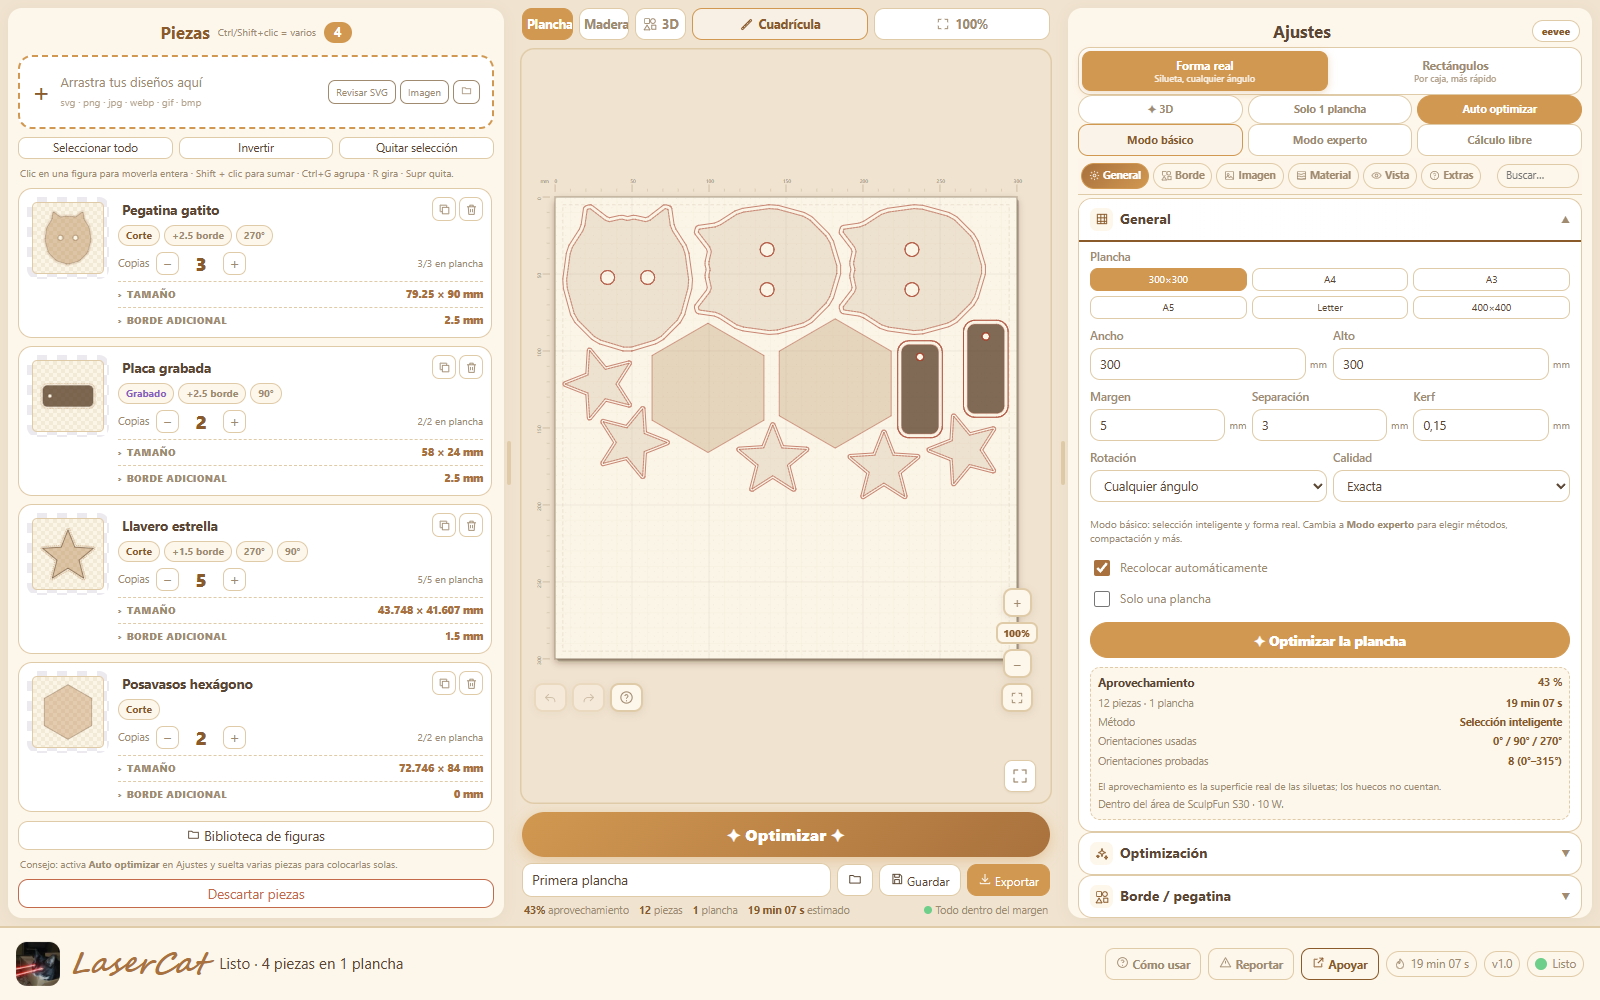 Piezas
Ctrl/Shift+clic = varios
4
Arrastra tus diseños aquí
svg · png · jpg · webp · gif · bmp
Revisar SVG
Imagen
Seleccionar todo
Invertir
Quitar selección
Clic en una figura para moverla entera · Shift + clic para sumar · Ctrl+G agrupa · R gira · Supr quita.
Pegatina gatito
Corte
+2.5 borde
270°
Copias
− 3 +
3/3 en plancha
TAMAÑO
79.25 × 90 mm
BORDE ADICIONAL
2.5 mm
Placa grabada
Grabado
+2.5 borde
90°
Copias
− 2 +
2/2 en plancha
TAMAÑO
58 × 24 mm
BORDE ADICIONAL
2.5 mm
Llavero estrella
Corte
+1.5 borde
270°
90°
Copias
− 5 +
5/5 en plancha
TAMAÑO
43.748 × 41.607 mm
BORDE ADICIONAL
1.5 mm
Posavasos hexágono
Corte
Copias
− 2 +
2/2 en plancha
TAMAÑO
72.746 × 84 mm
BORDE ADICIONAL
0 mm
Biblioteca de figuras
Consejo: activa Auto optimizar en Ajustes y suelta varias piezas para colocarlas solas.
Descartar piezas
Plancha
Madera
3D
Cuadrícula
100%
mm 0 50 100 150 200 250 300
0
50
100
150
200
250
300
+
100%
−
✦ Optimizar ✦
Primera plancha
Guardar
Exportar
43% aprovechamiento 12 piezas 1 plancha 19 min 07 s estimado
Todo dentro del margen
Ajustes
eevee
Forma real
Silueta, cualquier ángulo
Rectángulos
Por caja, más rápido
✦ 3D
Solo 1 plancha
Auto optimizar
Modo básico
Modo experto
Cálculo libre
General
Borde
Imagen
Material
Vista
Extras
Buscar...
General
Plancha
300×300
A4
A3
A5
Letter
400×400
Ancho
Alto
300 mm
300 mm
Margen
Separación
Kerf
5 mm
3 mm
0,15 mm
Rotación
Calidad
Cualquier ángulo
Exacta
Modo básico: selección inteligente y forma real. Cambia a Modo experto para elegir métodos,
compactación y más.
Recolocar automáticamente
Solo una plancha
✦ Optimizar la plancha
Aprovechamiento
43 %
12 piezas · 1 plancha
19 min 07 s
Método
Selección inteligente
Orientaciones usadas
0° / 90° / 270°
Orientaciones probadas
8 (0°–315°)
El aprovechamiento es la superficie real de las siluetas; los huecos no cuentan.
Dentro del área de SculpFun S30 · 10 W.
Optimización
Borde / pegatina
LaserCat
Listo · 4 piezas en 1 plancha
Cómo usar
Reportar
Apoyar
19 min 07 s
v1.0
Listo